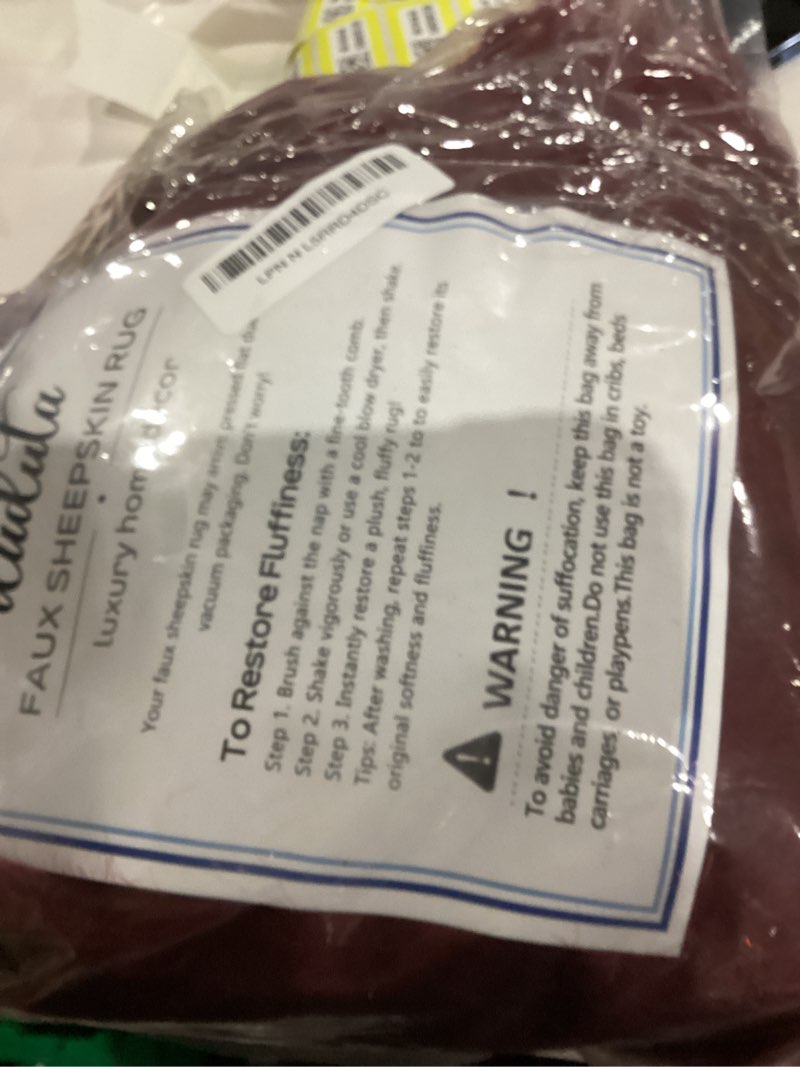 FAUX SHEEPSKIN RUG
luxury home decor
Your faux sheepskin rug may arrive pressed flat due
vacuum packaging. Don't worry!
To Restore Fluffiness:
Step 1. Brush against the nap with a fine-tooth comb.
Step 2. Shake vigorously or use a cool blow dryer, then shake
Step 3. Instantly restore a plush, fluffy rug!
Tips: After washing, repeat steps 1-2 to to easily restore its
original softness and fluffiness.
WARNING !
To avoid danger of suffocation, keep this bag away from
babies and children.Do not use this bag in cribs, beds
carriages, or playpens.This bag is not a toy.